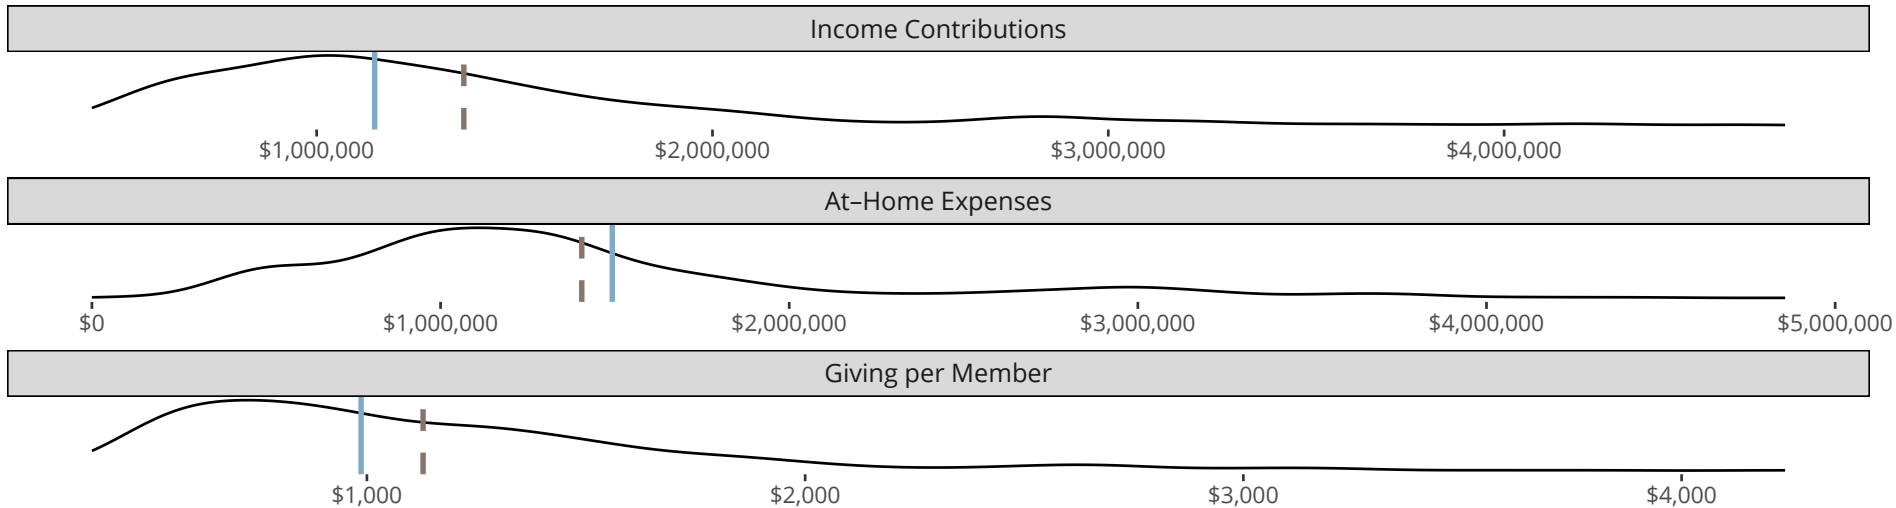 Income Contributions
$1,000,000 $2,000,000 $3,000,000 $4,000,000
At–Home Expenses
$0 $1,000,000 $2,000,000 $3,000,000 $4,000,000 $5,000,000
Giving per Member
$1,000 $2,000 $3,000 $4,000